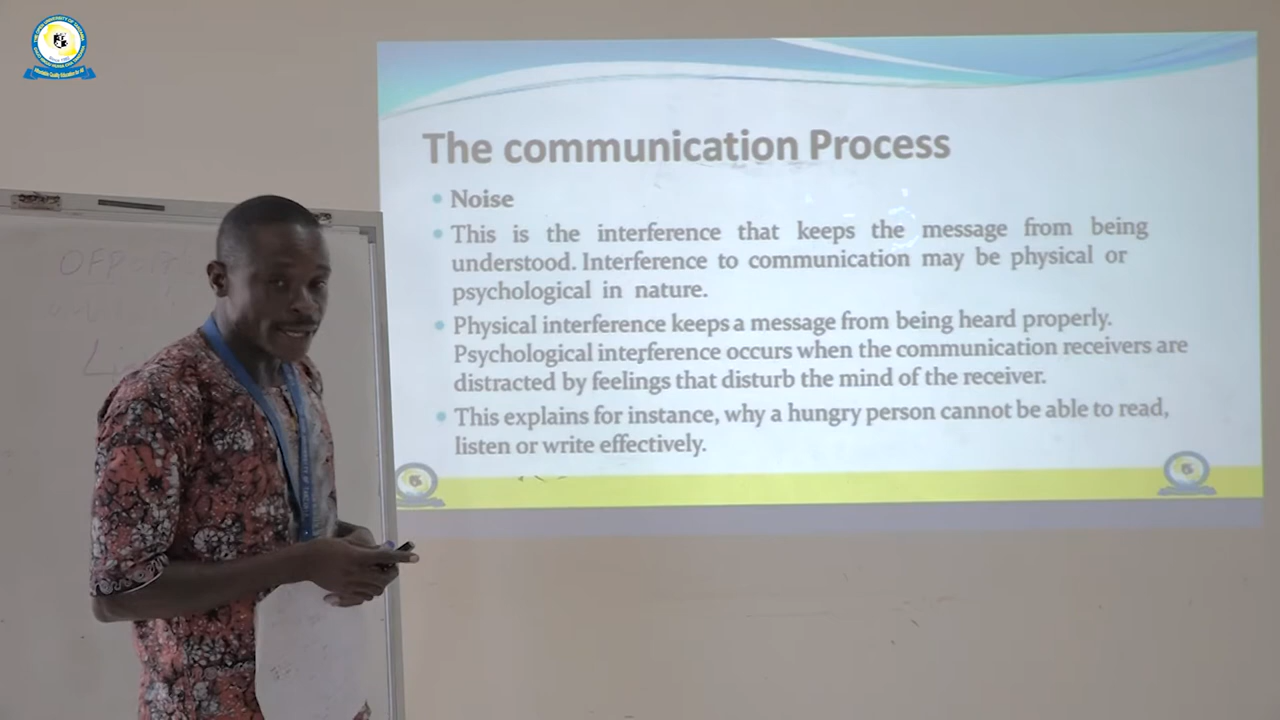 The communication Process
Noise
This is the interference that keeps the message from being
understood. Interference to communication may be physical or
psychological in nature.
Physical interference keeps a message from being heard properly.
Psychological interference occurs when the communication receivers are
distracted by feelings that disturb the mind of the receiver.
This explains for instance, why a hungry person cannot be able to read,
listen or write effectively.